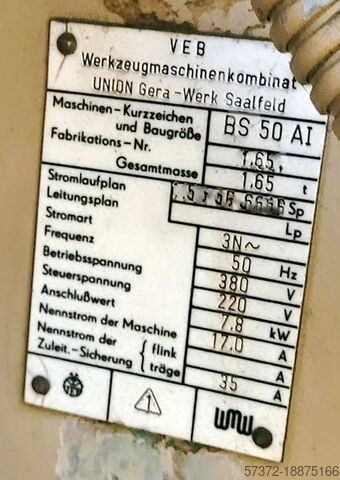 VEB
Werkzeugmaschinenkombinat
UNION Gera-Werk Saalfeld
Maschinen-Kurzzeichen
und Baugröße BS 50 AI
Fabrikations-Nr. 1.65.
Gesamtmasse 1.65 t
Stromlaufplan Sp
Leitungsplan Lp
Stromart 3N~
Frequenz 50 Hz
Betriebsspannung 380 V
Steuerspannung 220 V
Anschlußwert 7.8 kW
Nennstrom der Maschine 17.0 A
Nennstrom der { flink A
Zuleit.-Sicherung { träge 35 A
1
WMW
57372-18875166